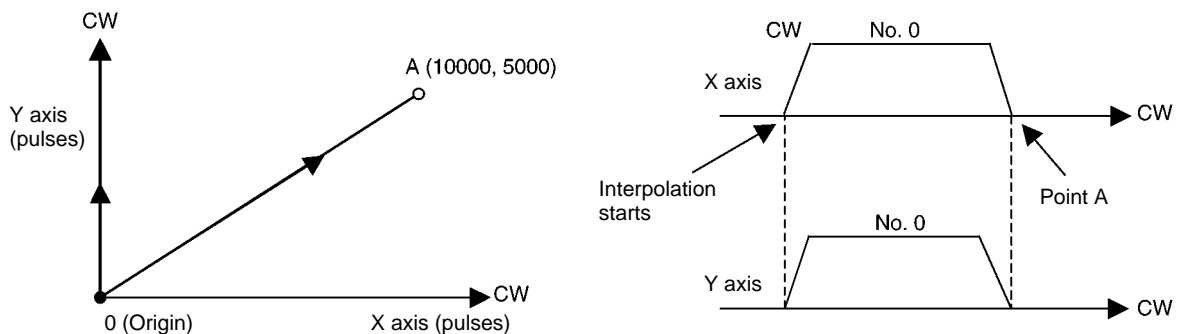 CW
A (10000, 5000)
Y axis
(pulses)
CW
0 (Origin)
X axis (pulses)
CW
No. 0
X axis
CW
Interpolation
starts
Point A
No. 0
Y axis
CW